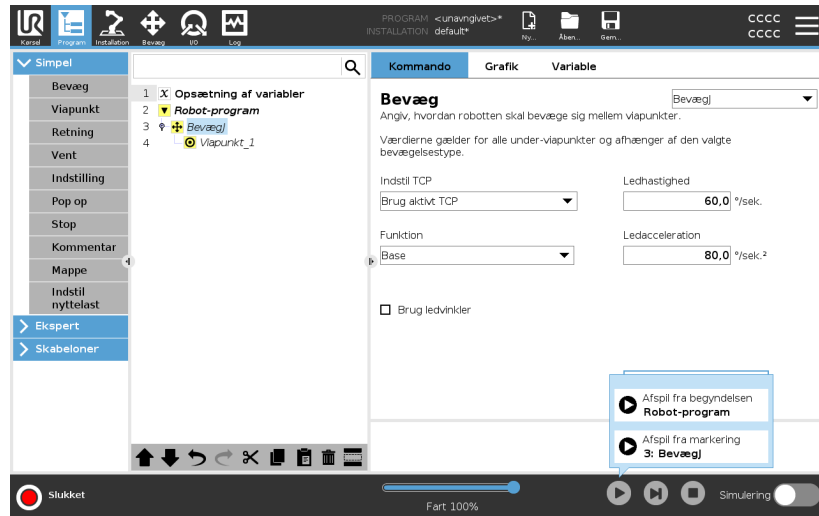 UR
Kørsel
Program
Installation
Bevæg
I/O
Log
PROGRAM <unavngivet>*
INSTALLATION default*
Ny...
Åben...
Gem...
cccc
cccc
Simpel
Bevæg
Viapunkt
Retning
Vent
Indstilling
Pop op
Stop
Kommentar
Mappe
Indstil
nyttelast
Ekspert
Skabeloner
1 X Opsætning af variabler
2 Robot-program
3 BevægJ
4 Viapunkt_1
Kommando Grafik Variable
Bevæg
BevægJ
Angiv, hvordan robotten skal bevæge sig mellem viapunkter.
Værdierne gælder for alle under-viapunkter og afhænger af den valgte
bevægelsestype.
Indstil TCP
Brug aktivt TCP
Ledhastighed
60,0 °/sek.
Funktion
Base
Ledacceleration
80,0 °/sek.²
Brug ledvinkler
Afspil fra begyndelsen
Robot-program
Afspil fra markering
3: BevægJ
Slukket
Fart 100%
Simulering